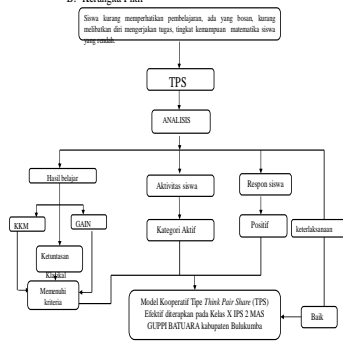 B. Kerangka Pikir
Siswa kurang memperhatikan pembelajaran, ada yang bosan, kurang
melibatkan diri mengerjakan tugas, tingkat kemampuan matematika siswa
yang rendah.
TPS
ANALISIS
Hasil belajar
Aktivitas siswa
Respon siswa
KKM
GAIN
Kategori Aktif
Positif
keterlaksanaan
Ketuntasan
Klasikal
Memenuhi
kriteria
Model Kooperatif Tipe Think Pair Share (TPS)
Efektif diterapkan pada Kelas X IPS 2 MAS
GUPPI BATUARA kabupaten Bulukumba
Baik